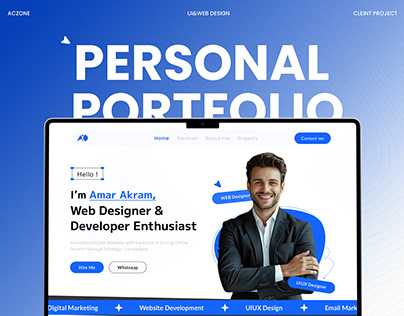 ACZONE UI&WEB DESIGN CLEINT PROJECT
PERSONAL
PORTFOLIO
Home Services About me Projects Contact me
Hello !
I'm Amar Akram,
Web Designer &
Developer Enthusiast
Hire Me Whatsapp
WEB Designer
UIUX Designer
Digital Marketing Website Development UIUX Design Email Mark